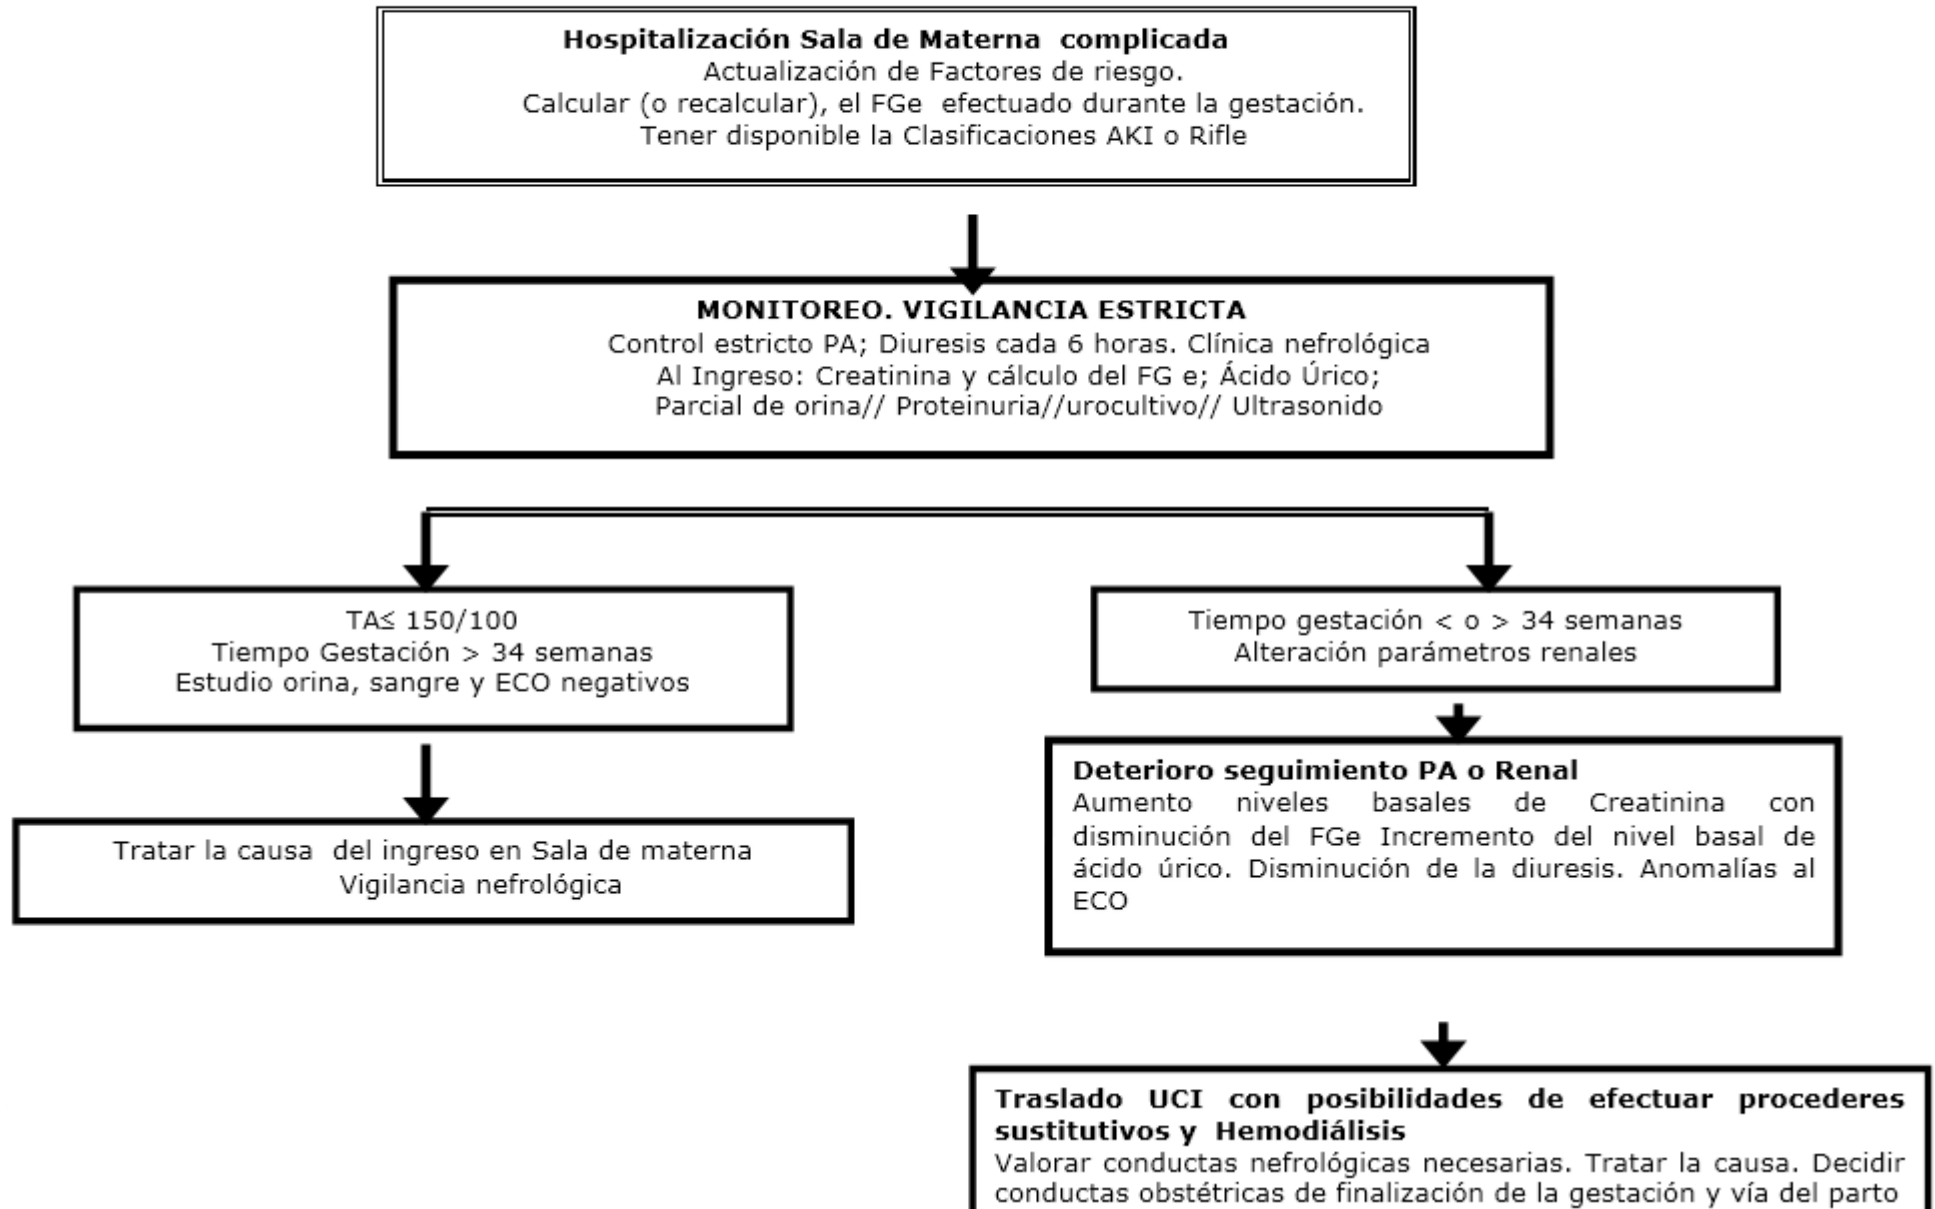 Hospitalización Sala de Materna complicada
Actualización de Factores de riesgo.
Calcular (o recalcular), el FGe efectuado durante la gestación.
Tener disponible la Clasificaciones AKI o Rifle
MONITOREO. VIGILANCIA ESTRICTA
Control estricto PA; Diuresis cada 6 horas. Clínica nefrológica
Al Ingreso: Creatinina y cálculo del FG e; Ácido Úrico;
Parcial de orina// Proteinuria//urocultivo// Ultrasonido
TA≤ 150/100
Tiempo Gestación > 34 semanas
Estudio orina, sangre y ECO negativos
Tratar la causa del ingreso en Sala de materna
Vigilancia nefrológica
Tiempo gestación < o > 34 semanas
Alteración parámetros renales
Deterioro seguimiento PA o Renal
Aumento niveles basales de Creatinina con
disminución del FGe Incremento del nivel basal de
ácido úrico. Disminución de la diuresis. Anomalías al
ECO
Traslado UCI con posibilidades de efectuar procederes
sustitutivos y Hemodiálisis
Valorar conductas nefrológicas necesarias. Tratar la causa. Decidir
conductas obstétricas de finalización de la gestación y vía del parto